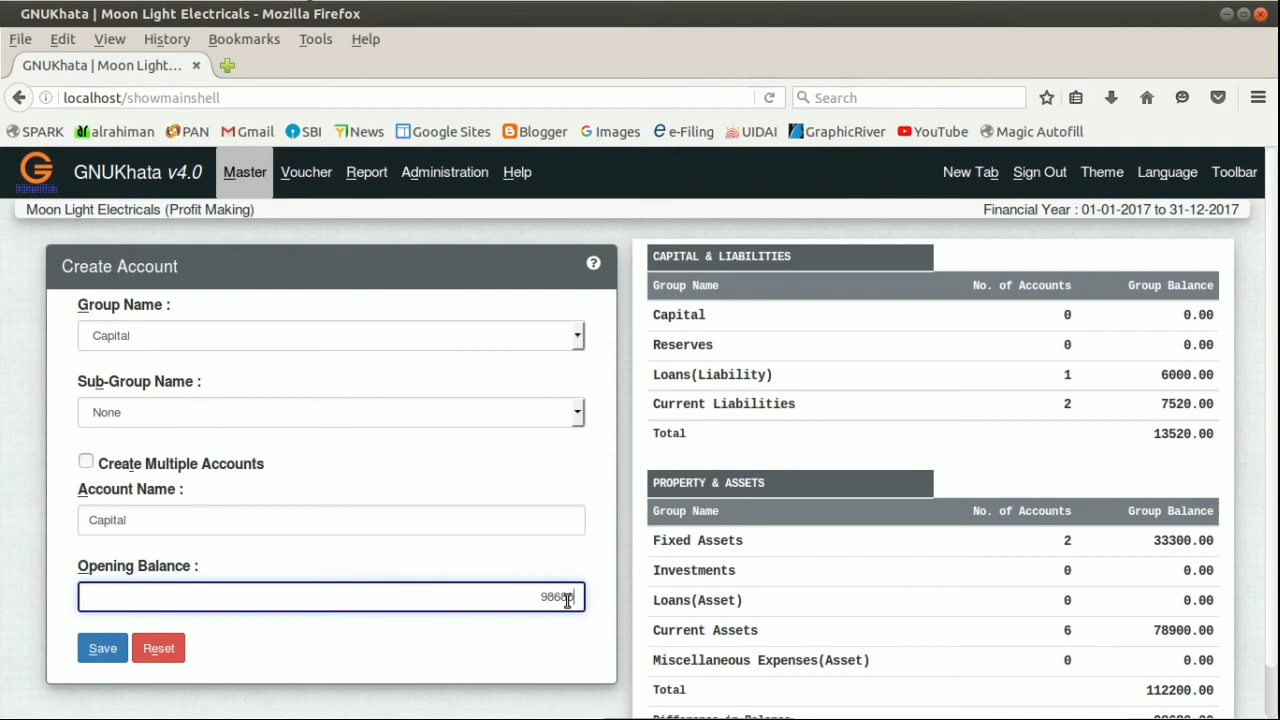 GNUKhata | Moon Light Electricals - Mozilla Firefox
File Edit View History Bookmarks Tools Help
GNUKhata | Moon Light... ×
localhost/showmainshell Search
SPARK alrahiman PAN Gmail SBI News Google Sites Blogger Images e-Filing UIDAI GraphicRiver YouTube Magic Autofill
GNUKhata v4.0 Master Voucher Report Administration Help New Tab Sign Out Theme Language Toolbar
Moon Light Electricals (Profit Making) Financial Year : 01-01-2017 to 31-12-2017
Create Account
Group Name :
Capital
Sub-Group Name :
None
Create Multiple Accounts
Account Name :
Capital
Opening Balance :
Save Reset
CAPITAL & LIABILITIES
Group Name No. of Accounts Group Balance
Capital 0 0.00
Reserves 0 0.00
Loans(Liability) 1 6000.00
Current Liabilities 2 7520.00
Total 13520.00
PROPERTY & ASSETS
Group Name No. of Accounts Group Balance
Fixed Assets 2 33300.00
Investments 0 0.00
Loans(Asset) 0 0.00
Current Assets 6 78900.00
Miscellaneous Expenses(Asset) 0 0.00
Total 112200.00
Difference in Balance